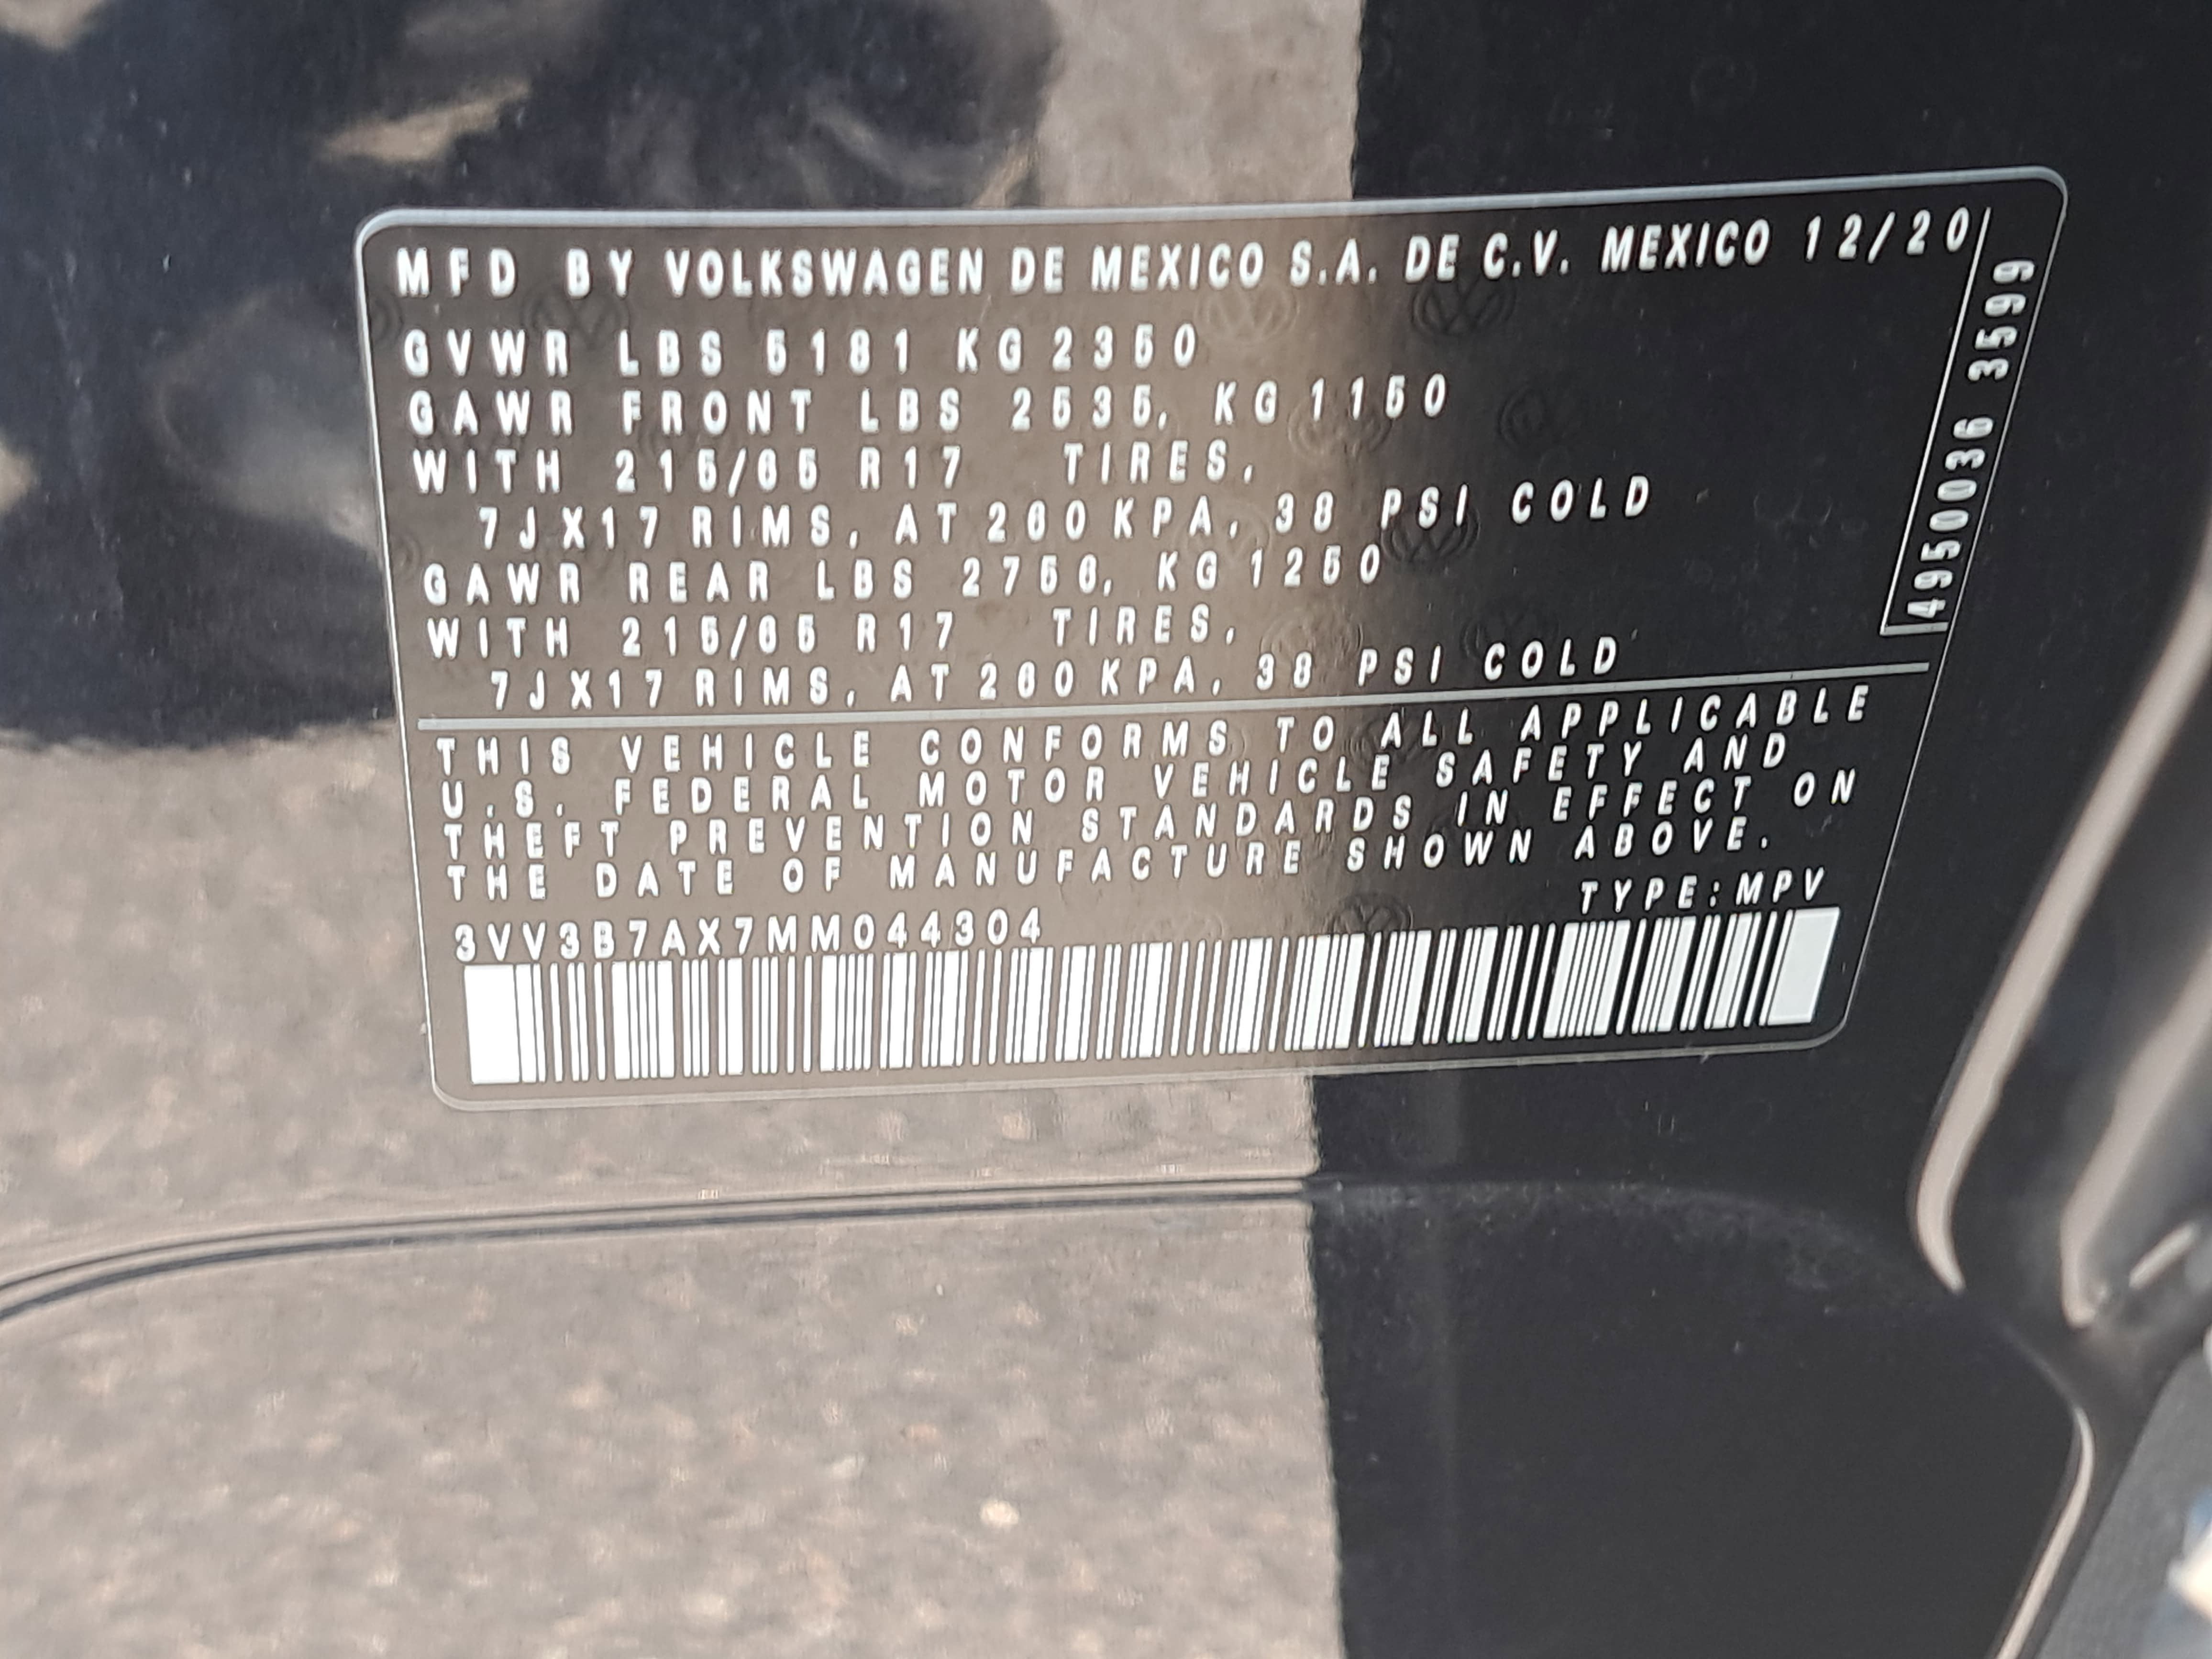 MFD BY VOLKSWAGEN DE MEXICO S.A. DE C.V. MEXICO 12/20
GVWR LBS 5181 KG 2350
GAWR FRONT LBS 2535, KG 1150
WITH 215/65 R17 TIRES,
7JX17 RIMS, AT 260 KPA, 38 PSI COLD
GAWR REAR LBS 2756, KG 1250
WITH 215/65 R17 TIRES,
7JX17 RIMS, AT 260 KPA, 38 PSI COLD
4950036 3599
THIS VEHICLE CONFORMS TO ALL APPLICABLE
U.S. FEDERAL MOTOR VEHICLE SAFETY AND
THEFT PREVENTION STANDARDS IN EFFECT ON
THE DATE OF MANUFACTURE SHOWN ABOVE.
TYPE:MPV
3VV3B7AX7MM044304